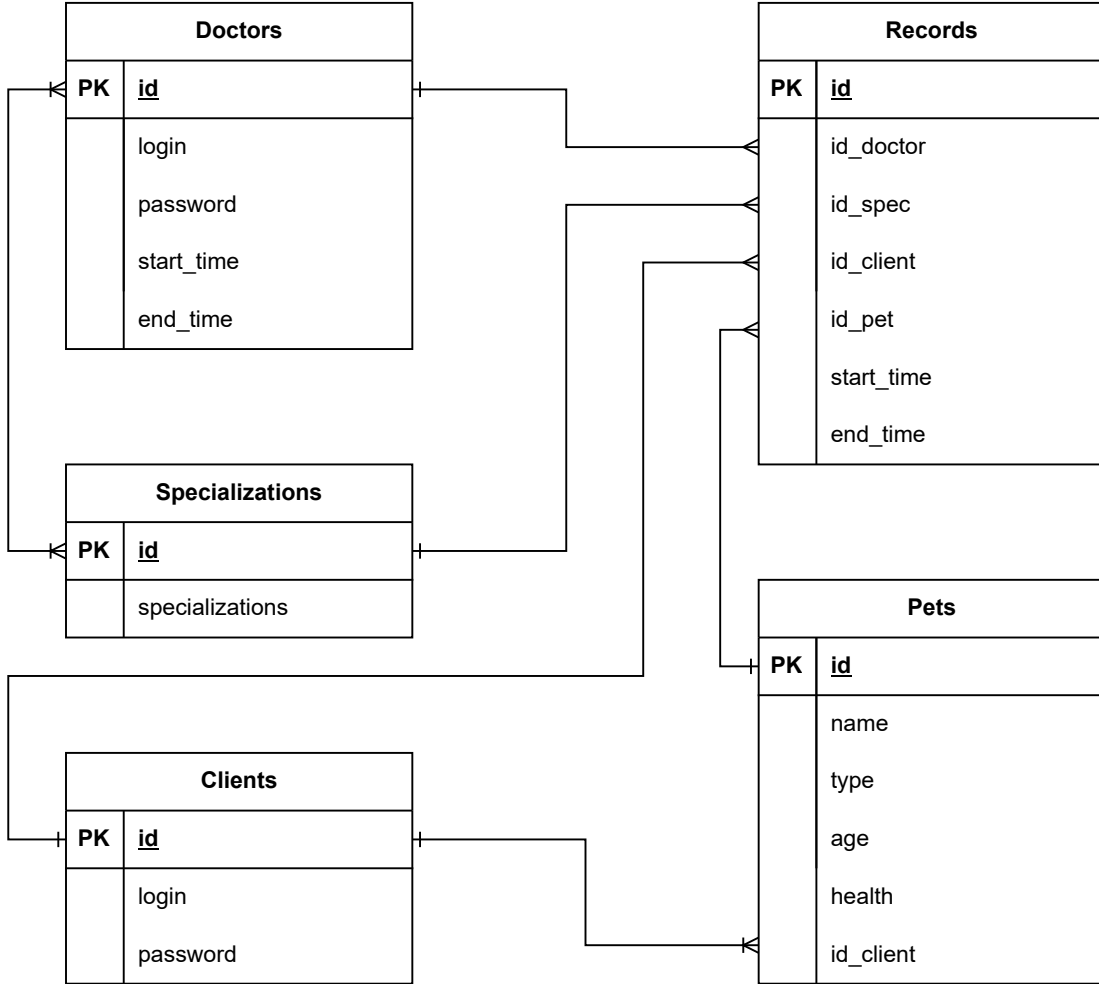 Doctors
PK id
login
password
start_time
end_time
Records
PK id
id_doctor
id_spec
id_client
id_pet
start_time
end_time
Specializations
PK id
specializations
Pets
PK id
name
type
age
health
id_client
Clients
PK id
login
password